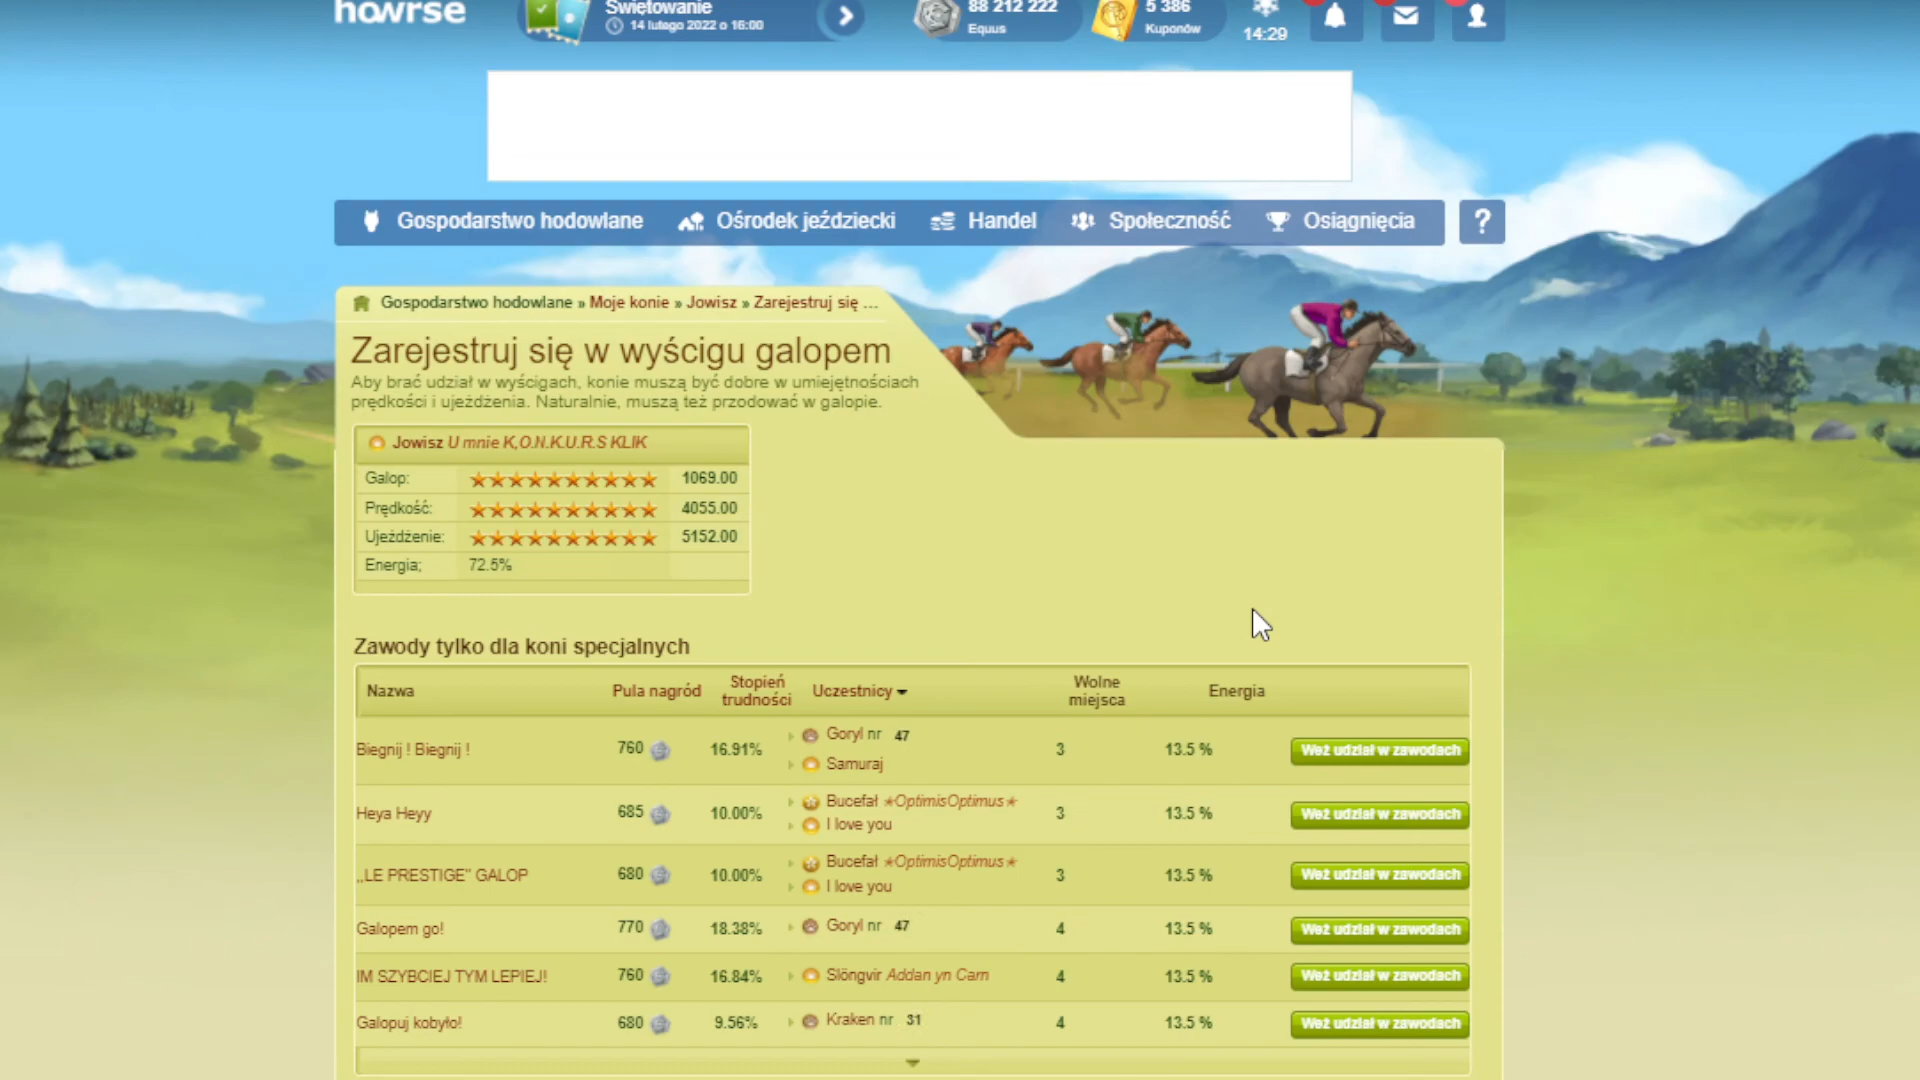 howrse
Świętowanie
14 lutego 2022 o 16:00
88 212 222
Equus
5 386
Kuponów
14:29
Gospodarstwo hodowlane
Ośrodek jeździecki
Handel
Społeczność
Osiągnięcia
?
Gospodarstwo hodowlane » Moje konie » Jowisz » Zarejestruj się ...
Zarejestruj się w wyścigu galopem
Aby brać udział w wyścigach, konie muszą być dobre w umiejętnościach
prędkości i ujeżdżenia. Naturalnie, muszą też przodować w galopie.
Jowisz U mnie K,O.N.K.U.R.S KLIK
Galop: 1069.00
Prędkość: 4055.00
Ujeżdżenie: 5152.00
Energia; 72.5%
Zawody tylko dla koni specjalnych
Nazwa Pula nagród Stopień trudności Uczestnicy Wolne miejsca Energia
Biegnij ! Biegnij ! 760 16.91% Goryl nr 47 3 13.5 % Weź udział w zawodach
Samuraj
Heya Heyy 685 10.00% Bucefał ★OptimisOptimus★ 3 13.5 % Weź udział w zawodach
I love you
,,LE PRESTIGE" GALOP 680 10.00% Bucefał ★OptimisOptimus★ 3 13.5 % Weź udział w zawodach
I love you
Galopem go! 770 18.38% Goryl nr 47 4 13.5 % Weź udział w zawodach
IM SZYBCIEJ TYM LEPIEJ! 760 16.84% Slöngvir Addan yn Carn 4 13.5 % Weź udział w zawodach
Galopuj kobyło! 680 9.56% Kraken nr 31 4 13.5 % Weź udział w zawodach